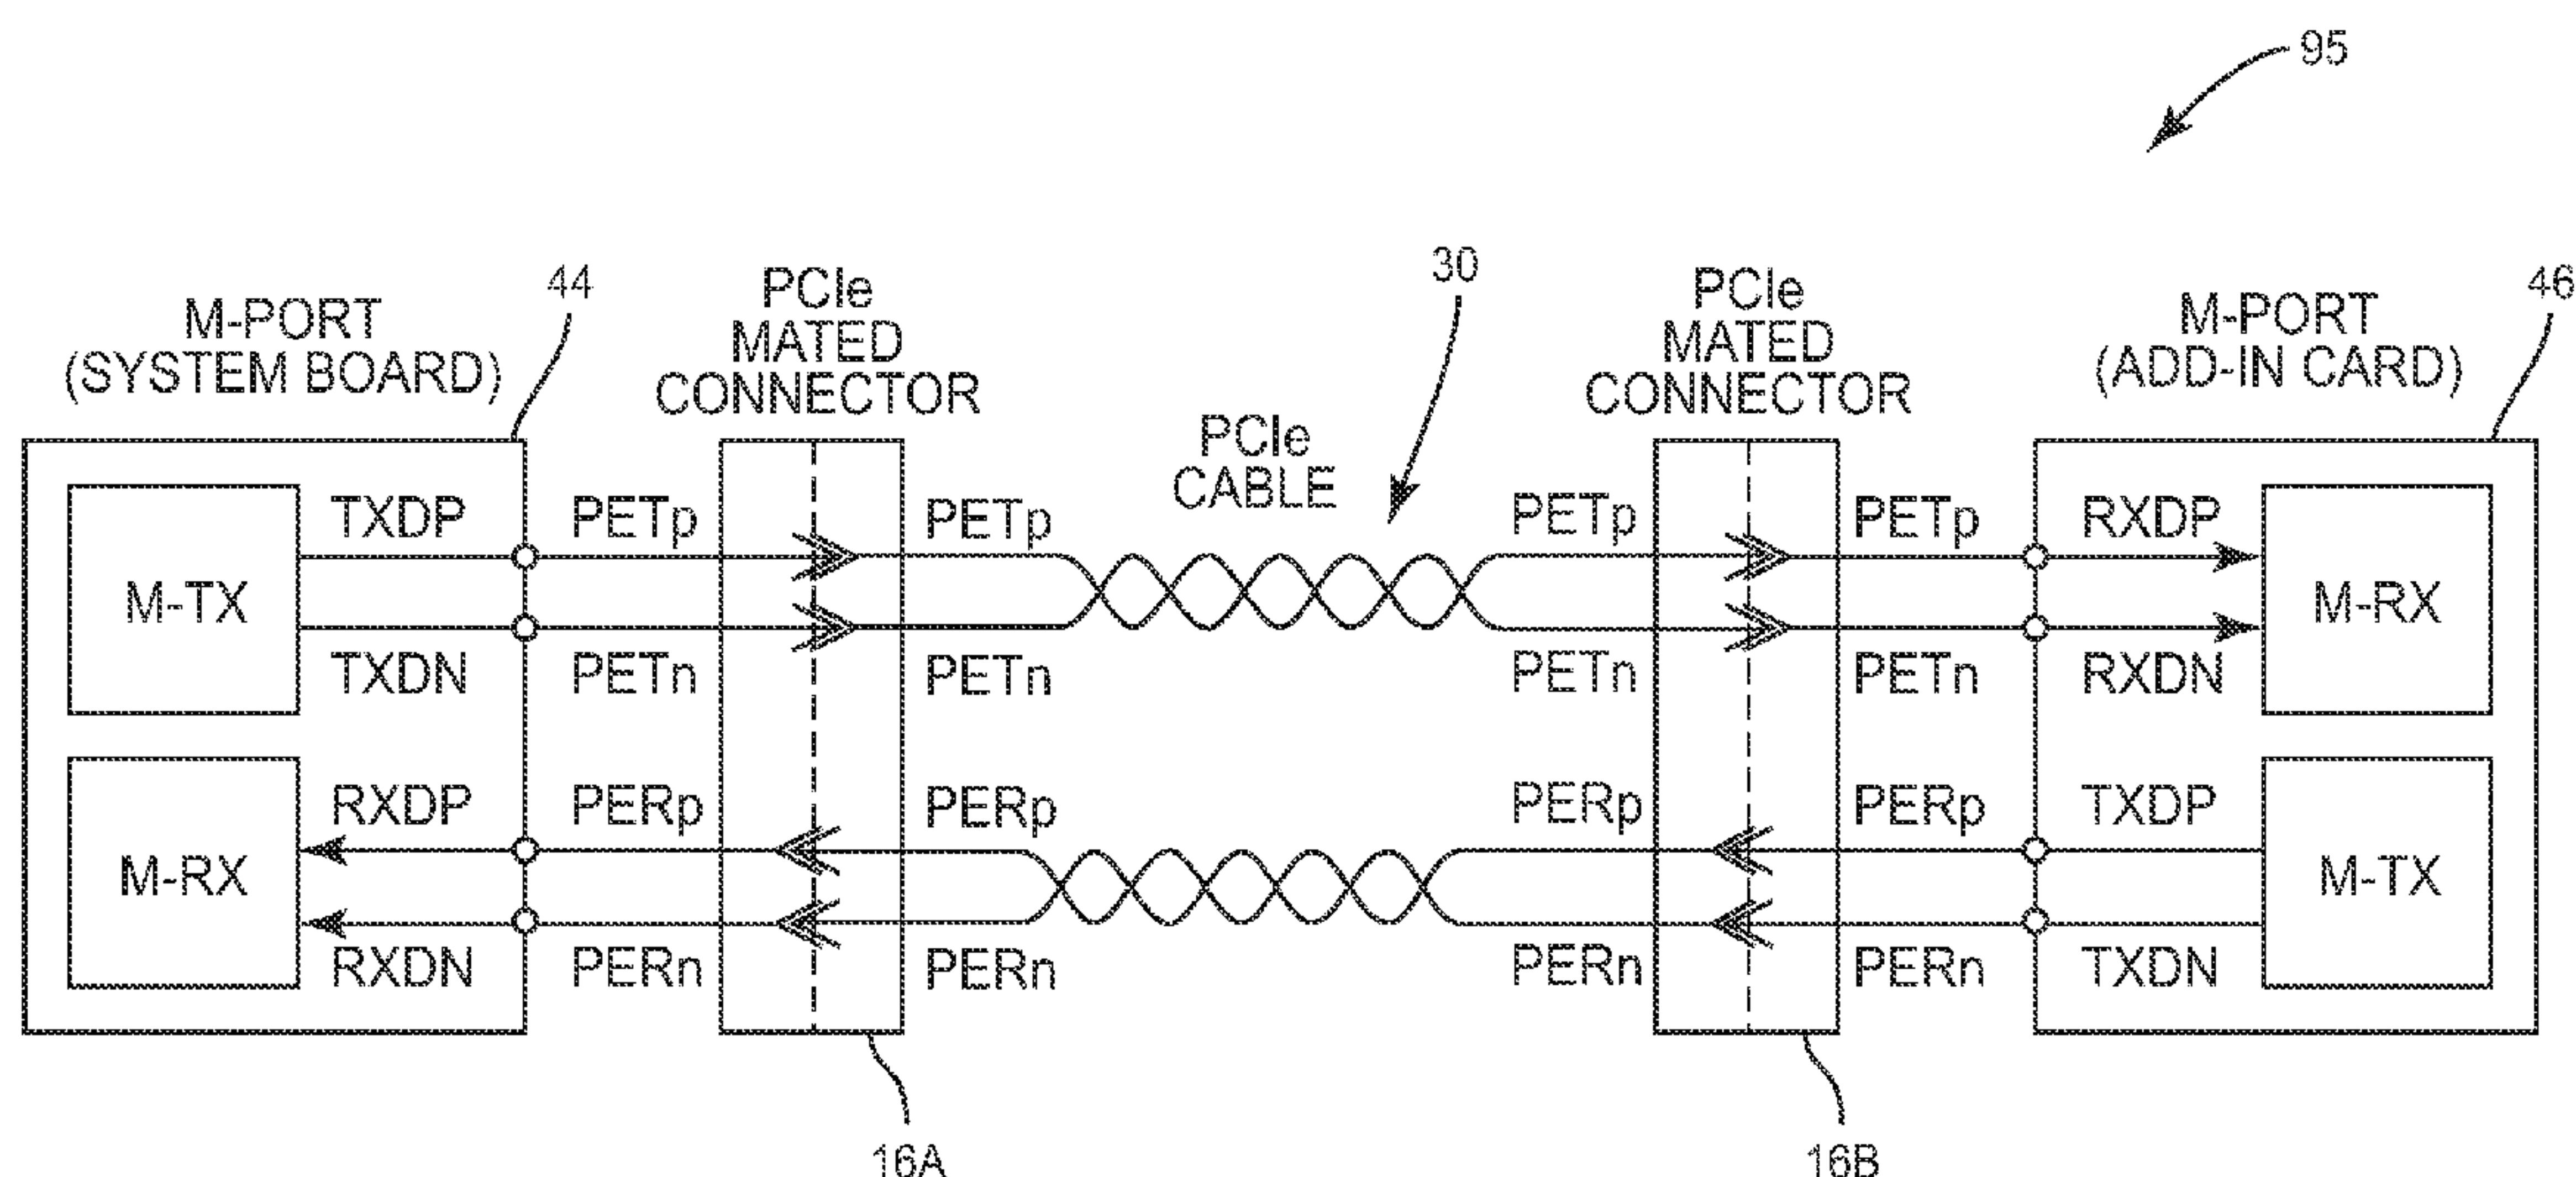 95
44
M-PORT
(SYSTEM BOARD)
PCIe
MATED
CONNECTOR
30
PCIe
CABLE
PCIe
MATED
CONNECTOR
46
M-PORT
(ADD-IN CARD)
M-TX
TXDP
PETp
PETp
PETp
PETp
RXDP
M-RX
TXDN
PETn
PETn
PETn
PETn
RXDN
M-RX
RXDP
PERp
PERp
PERp
PERp
TXDP
M-TX
RXDN
PERn
PERn
PERn
PERn
TXDN
16A
16B